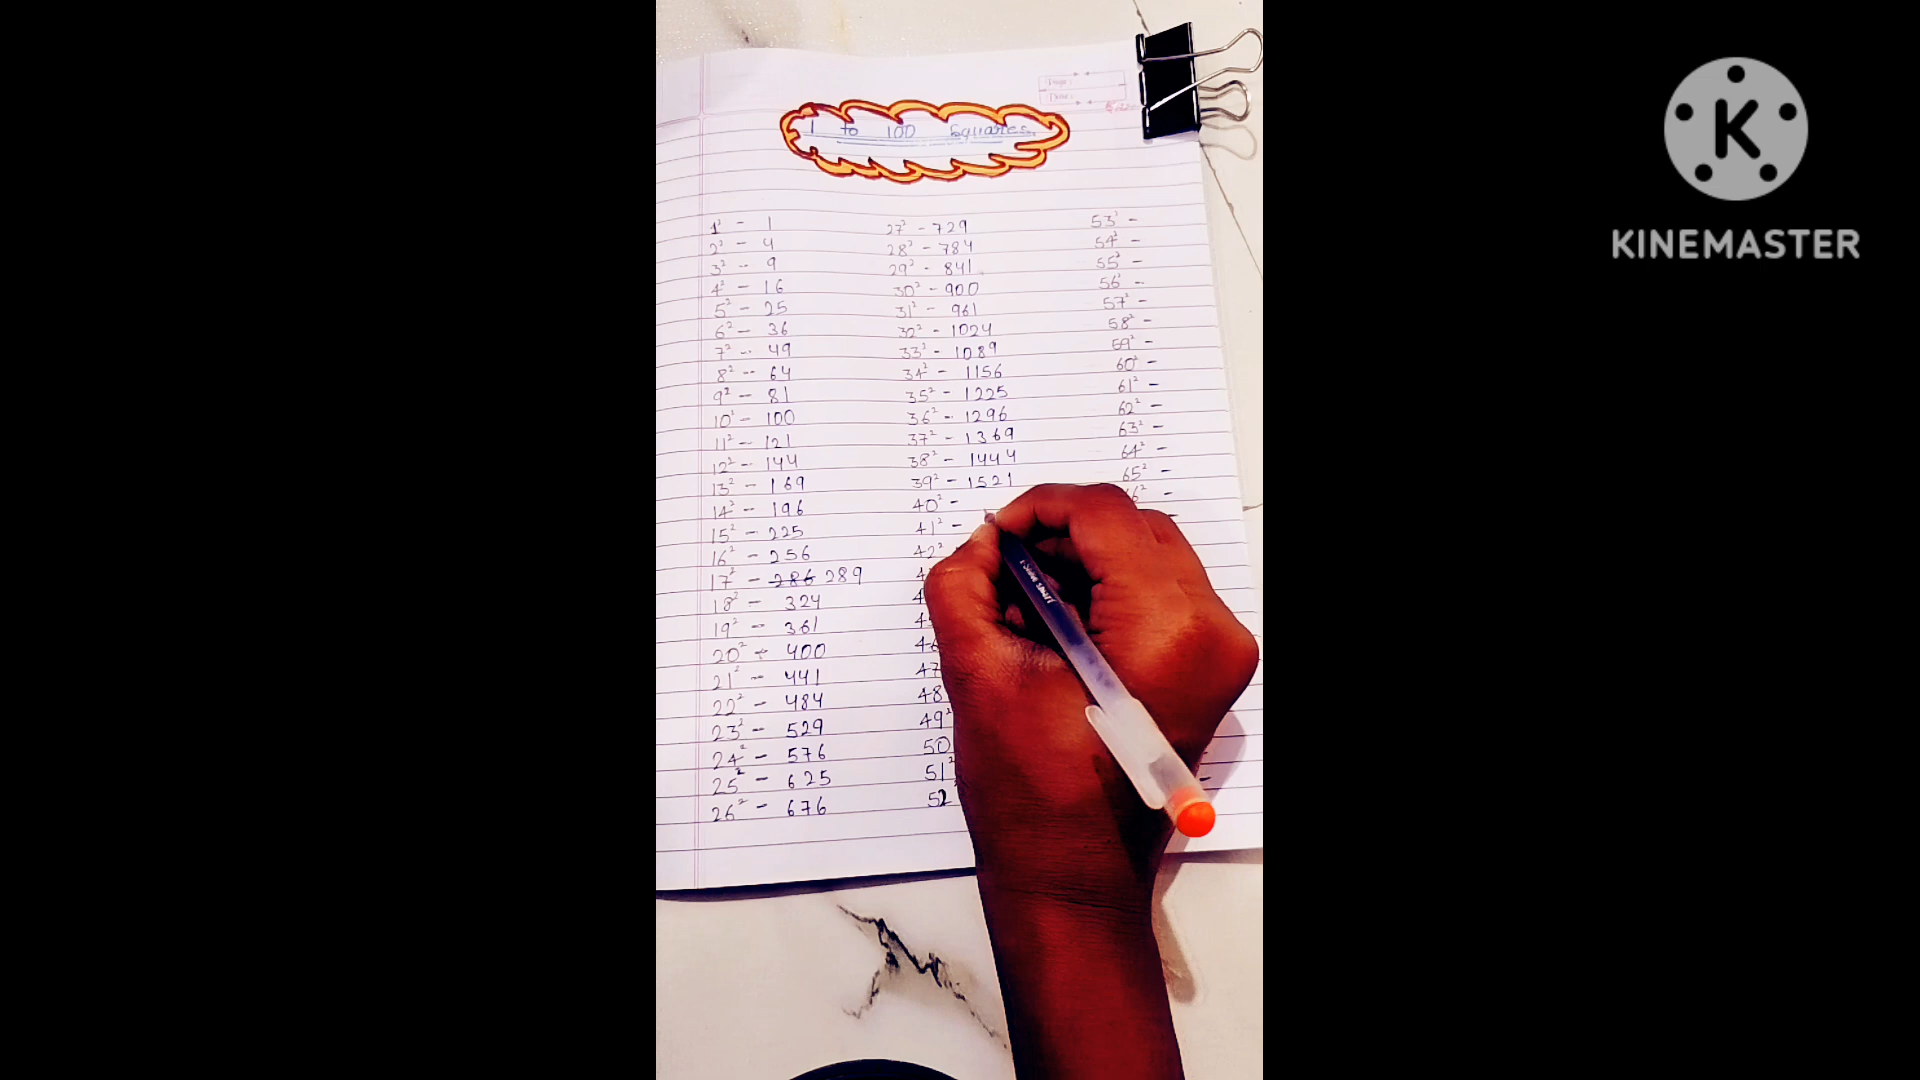 1 to 100 Squares
1² - 1
2² - 4
3² - 9
4² - 16
5² - 25
6² - 36
7² - 49
8² - 64
9² - 81
10² - 100
11² - 121
12² - 144
13² - 169
14² - 196
15² - 225
16² - 256
17² - 286 289
18² - 324
19² - 361
20² - 400
21² - 441
22² - 484
23² - 529
24² - 576
25² - 625
26² - 676
27² - 729
28² - 784
29² - 841
30² - 900
31² - 961
32² - 1024
33² - 1089
34² - 1156
35² - 1225
36² - 1296
37² - 1369
38² - 1444
39² - 1521
40² -
41² -
42²
46
47
48
49²
50
51²
52
53² -
54² -
55² -
56² -
57² -
58² -
59² -
60² -
61² -
62² -
63² -
64² -
65² -
K
KINEMASTER